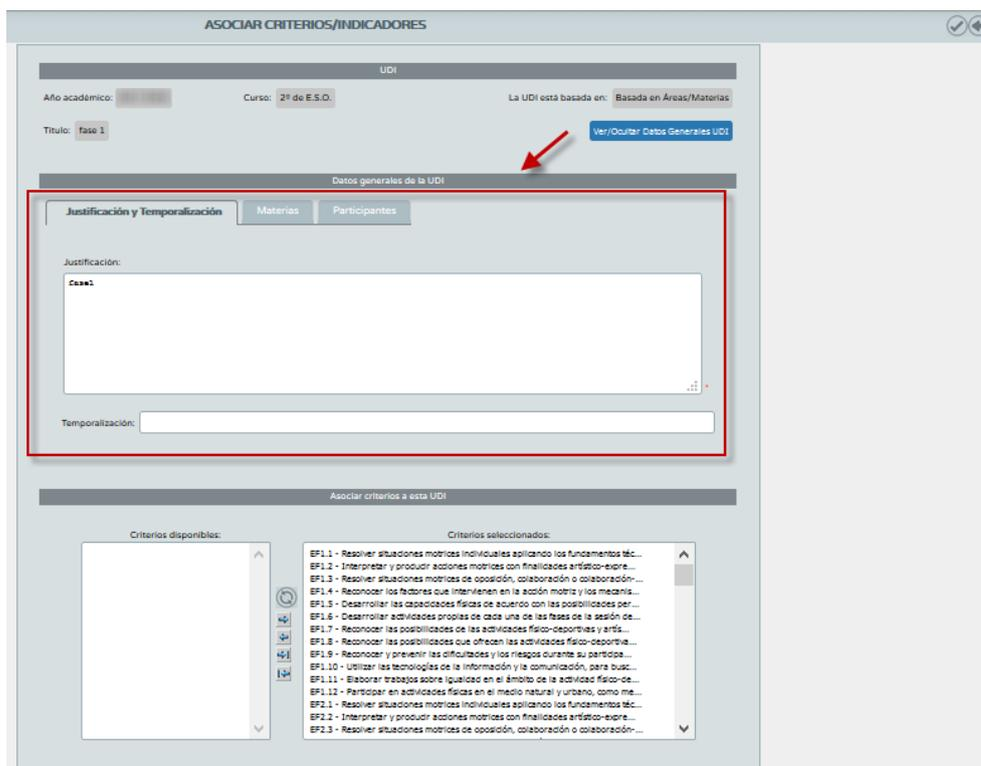 ASOCIAR CRITERIOS/INDICADORES
UDI
Año académico:
Curso: 2º de E.S.O.
La UDI está basada en: Basada en Áreas/Materias
Título: fase 1
Ver/Ocultar Datos Generales UDI
Datos generales de la UDI
Justificación y Temporalización
Materias
Participantes
Justificación:
*
Temporalización:
Asociar criterios a esta UDI
Criterios disponibles:
Criterios seleccionados:
EF1.1 - Resolver situaciones motrices individuales aplicando los fundamentos téc...
EF1.2 - Interpretar y producir acciones motrices con finalidades artístico-expre...
EF1.3 - Resolver situaciones motrices de oposición, colaboración o colaboración-...
EF1.4 - Reconocer los factores que intervienen en la acción motriz y los mecanis...
EF1.5 - Desarrollar las capacidades físicas de acuerdo con las posibilidades per...
EF1.6 - Desarrollar actividades propias de cada una de las fases de la sesión de...
EF1.7 - Reconocer las posibilidades de las actividades físico-deportivas y artís...
EF1.8 - Reconocer las posibilidades que ofrecen las actividades físico-deportiva...
EF1.9 - Reconocer y prevenir las dificultades y los riesgos durante su participa...
EF1.10 - Utilizar las tecnologías de la información y la comunicación, para busc...
EF1.11 - Elaborar trabajos sobre igualdad en el ámbito de la actividad físico-de...
EF1.12 - Participar en actividades físicas en el medio natural y urbano, como me...
EF2.1 - Resolver situaciones motrices individuales aplicando los fundamentos téc...
EF2.2 - Interpretar y producir acciones motrices con finalidades artístico-expre...
EF2.3 - Resolver situaciones motrices de oposición, colaboración o colaboración-...